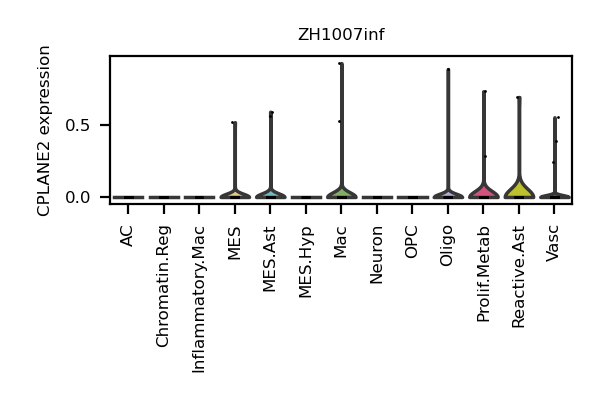 ZH1007inf
CPLANE2 expression
0.5
0.0
AC
Chromatin.Reg
Inflammatory.Mac
MES
MES.Ast
MES.Hyp
Mac
Neuron
OPC
Oligo
Prolif.Metab
Reactive.Ast
Vasc